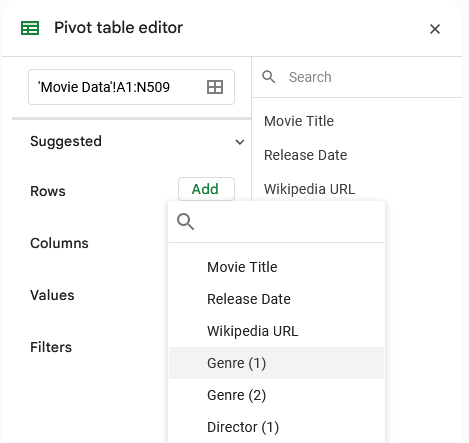 Pivot table editor
'Movie Data'!A1:N509
Search
Suggested
Movie Title
Release Date
Wikipedia URL
Rows
Add
Columns
Values
Filters
Movie Title
Release Date
Wikipedia URL
Genre (1)
Genre (2)
Director (1)